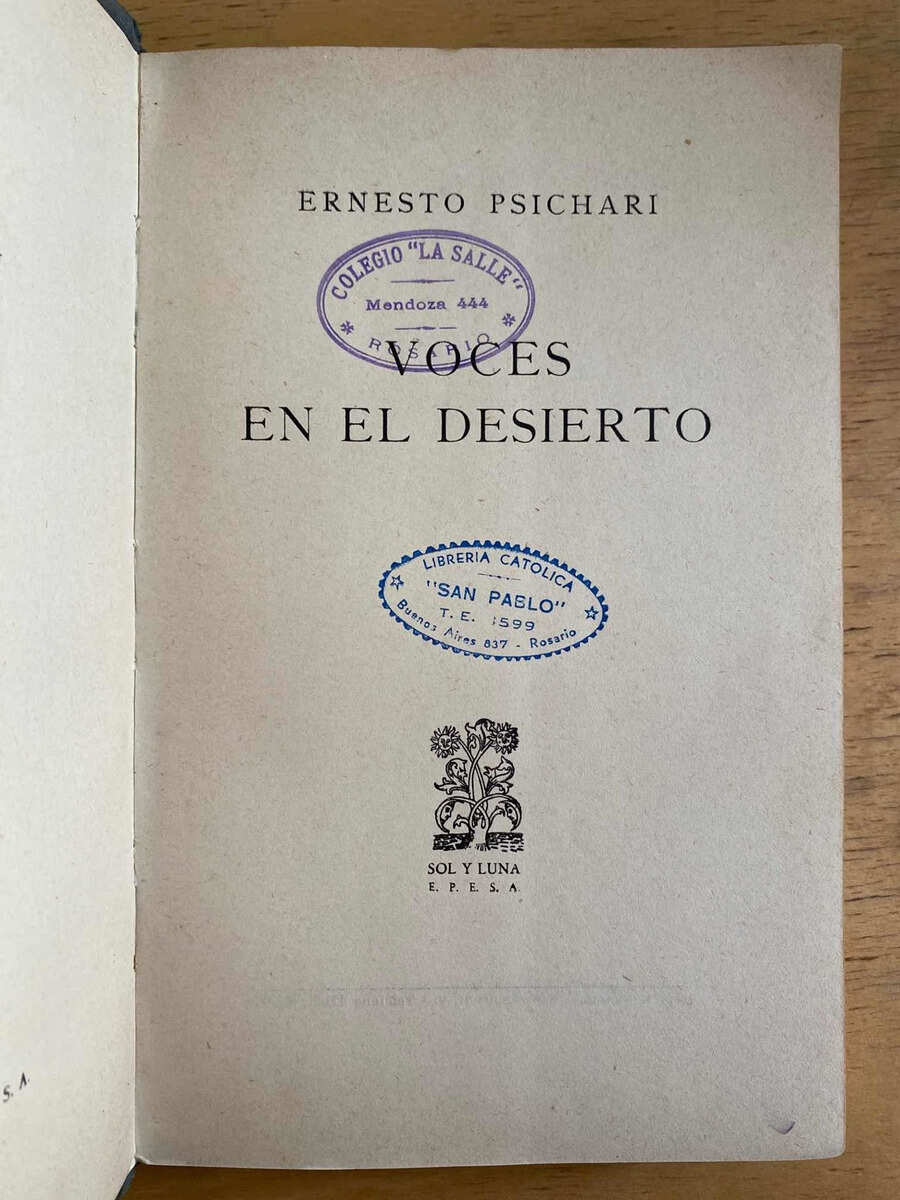 ERNESTO PSICHARI
COLEGIO "LA SALLE"
Mendoza 444
ROSARIO
VOCES
EN EL DESIERTO
LIBRERIA CATOLICA
"SAN PABLO"
T. E.
Buenos Aires 837 - Rosario
SOL Y LUNA
E. P. E. S. A.
S. A.